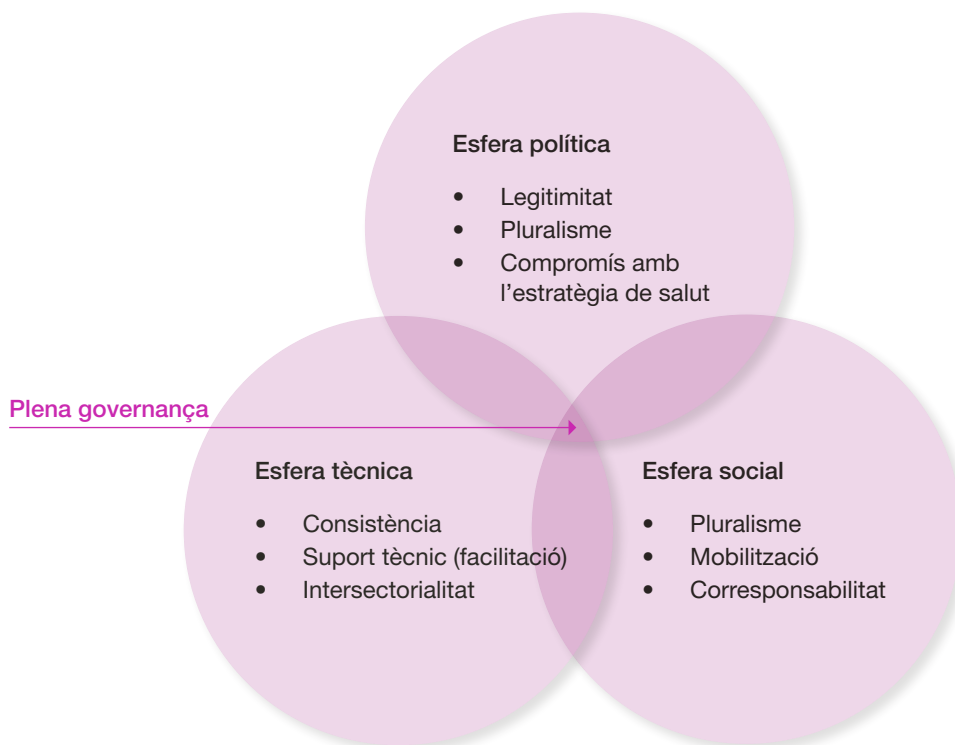 Esfera política
• Legitimitat
• Pluralisme
• Compromís amb
l’estratègia de salut
Plena governança
Esfera tècnica
• Consistència
• Suport tècnic (facilitació)
• Intersectorialitat
Esfera social
• Pluralisme
• Mobilització
• Corresponsabilitat